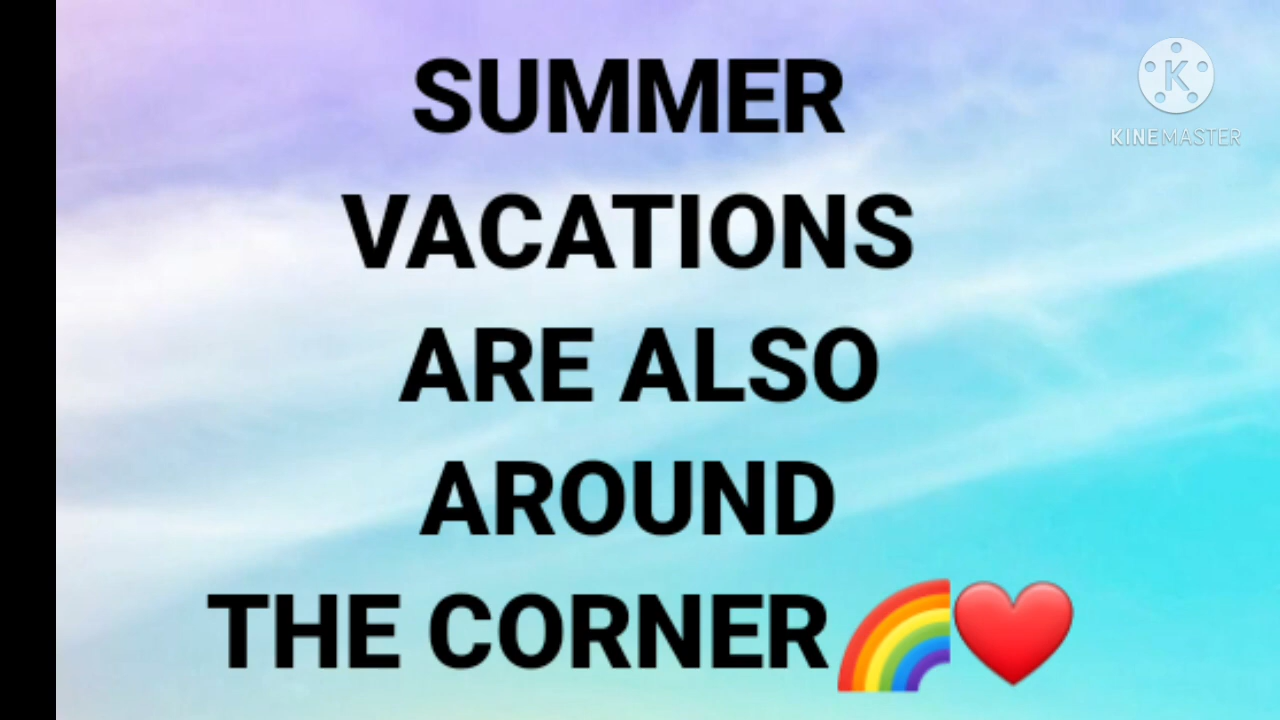 SUMMER
VACATIONS
ARE ALSO
AROUND
THE CORNER🌈❤️
K
KINEMASTER